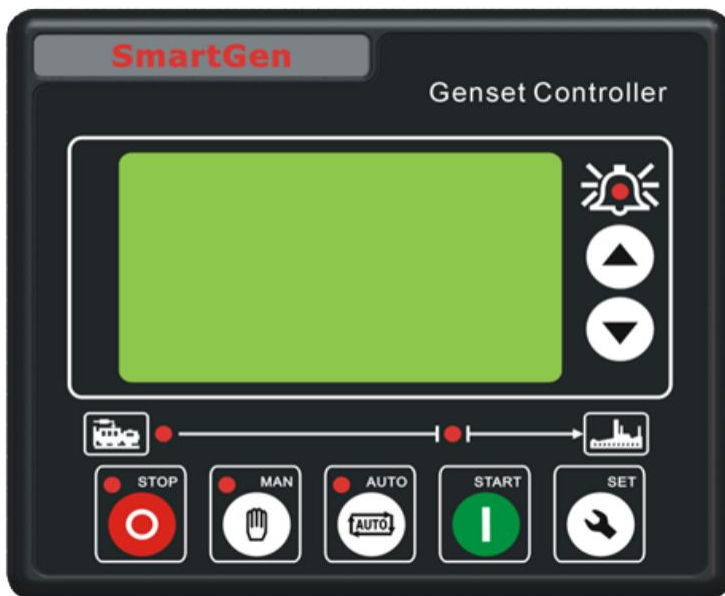 SmartGen
Genset Controller
STOP
MAN
AUTO
START
SET
AUTO